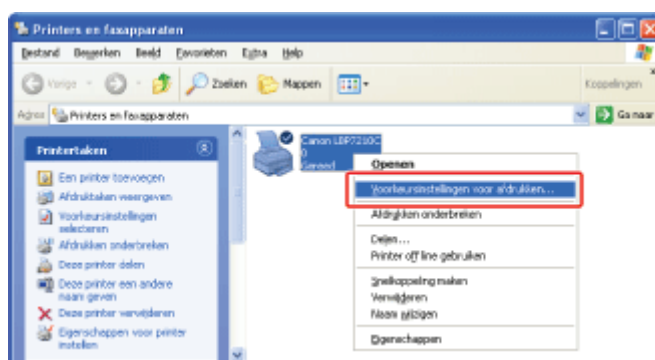 Printers en faxapparaten
Bestand Bewerken Beeld Favorieten Extra Help
Vorige Zoeken Mappen Koppelingen
Adres Printers en faxapparaten Ga naar
Printertaken
Een printer toevoegen
Afdruktaken weergeven
Voorkeursinstellingen
selecteren
Afdrukken onderbreken
Deze printer delen
Deze printer een andere
naam geven
Deze printer verwijderen
Eigenschappen voor printer
instellen
Canon LBP7210C
0
Gereed
Openen
Voorkeursinstellingen voor afdrukken...
Afdrukken onderbreken
Delen...
Printer off line gebruiken
Snelkoppeling maken
Verwijderen
Naam wijzigen
Eigenschappen